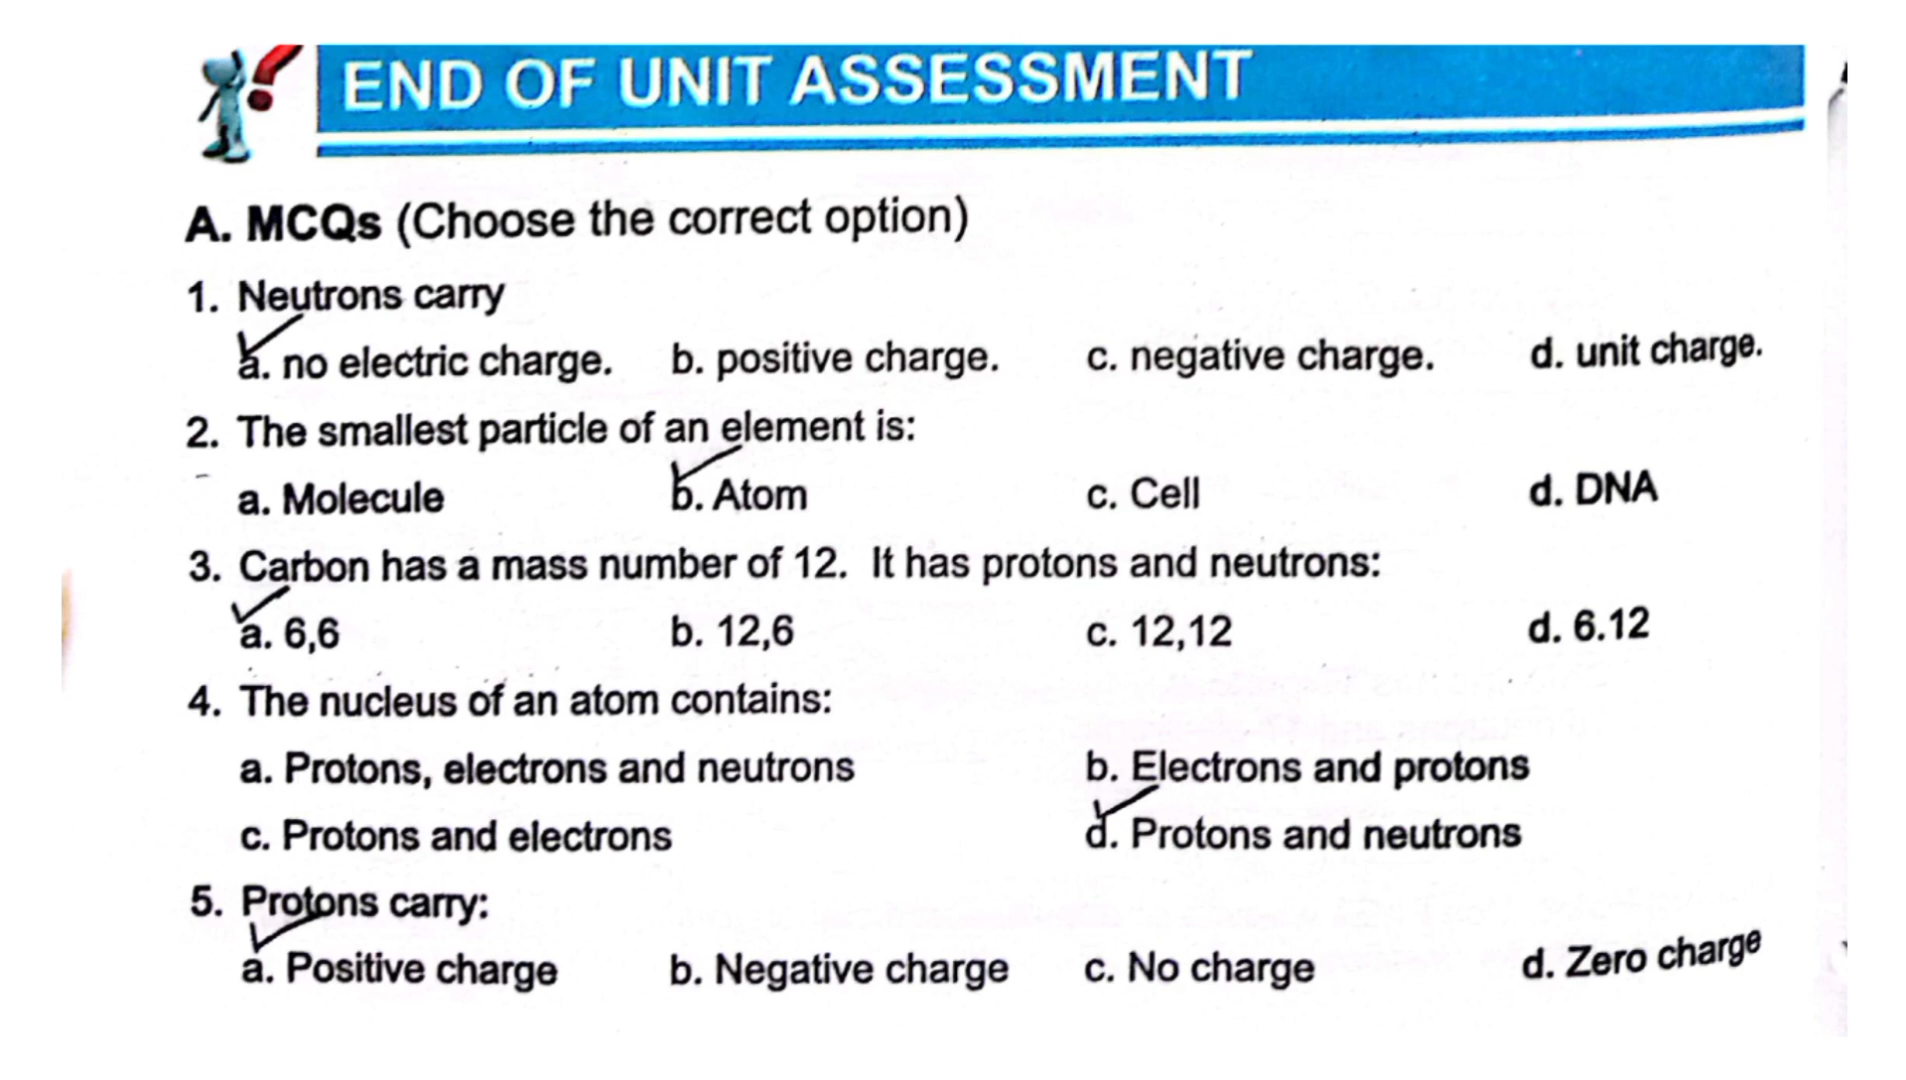 END OF UNIT ASSESSMENT
A. MCQs (Choose the correct option)
1. Neutrons carry
a. no electric charge. b. positive charge. c. negative charge. d. unit charge.
2. The smallest particle of an element is:
a. Molecule b. Atom c. Cell d. DNA
3. Carbon has a mass number of 12. It has protons and neutrons:
a. 6,6 b. 12,6 c. 12,12 d. 6.12
4. The nucleus of an atom contains:
a. Protons, electrons and neutrons b. Electrons and protons
c. Protons and electrons d. Protons and neutrons
5. Protons carry:
a. Positive charge b. Negative charge c. No charge d. Zero charge